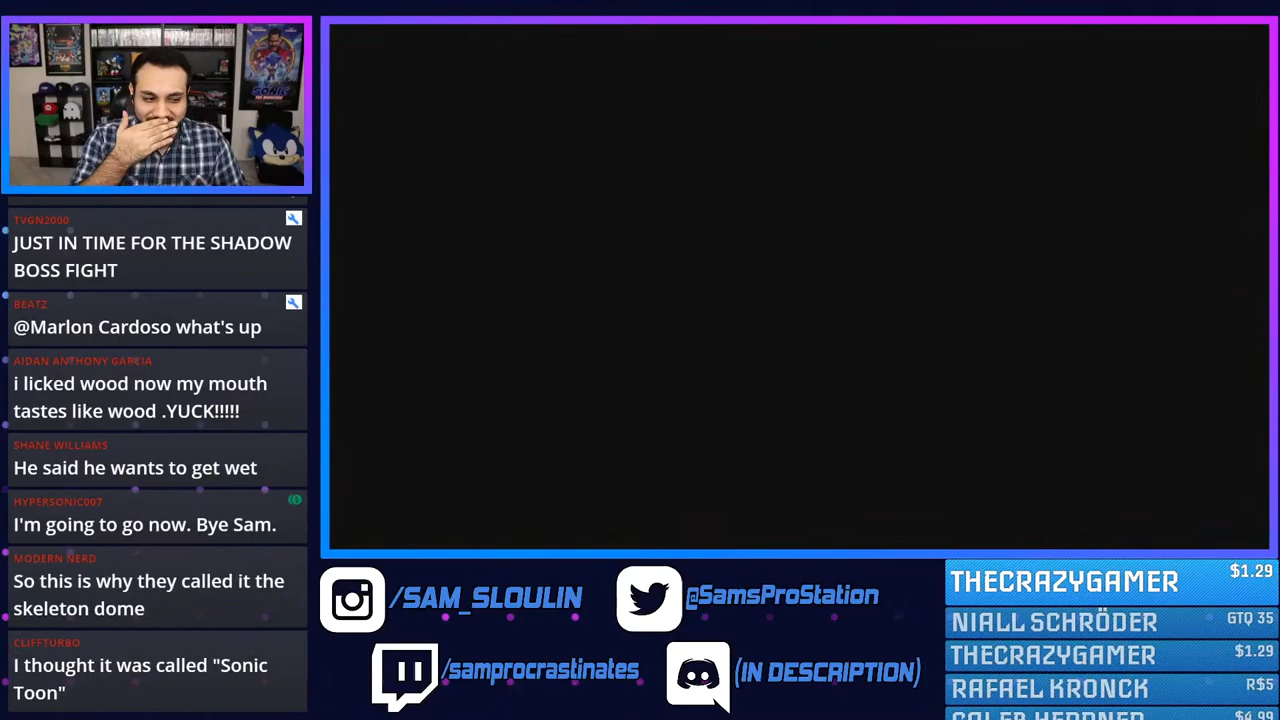 TVGN2000
JUST IN TIME FOR THE SHADOW
BOSS FIGHT
BEATZ
@Marlon Cardoso what's up
AIDAN ANTHONY GARCIA
i licked wood now my mouth
tastes like wood .YUCK!!!!!
SHANE WILLIAMS
He said he wants to get wet
HYPERSONIC007
I'm going to go now. Bye Sam.
MODERN NERD
So this is why they called it the
skeleton dome
CLIFFTURBO
I thought it was called "Sonic
Toon"
SONIC
/SAM_SLOULIN
@SamsProStation
/samprocrastinates
(IN DESCRIPTION)
THECRAZYGAMER $1.29
NIALL SCHRÖDER GTQ 35
THECRAZYGAMER $1.29
RAFAEL KRONCK R$5
$4.99